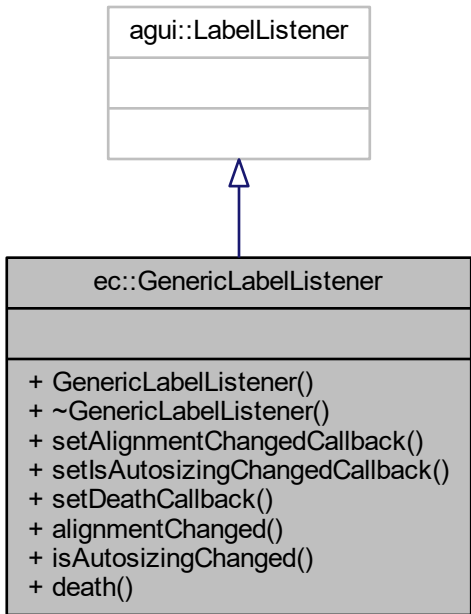 agui::LabelListener
ec::GenericLabelListener
+ GenericLabelListener()
+ ~GenericLabelListener()
+ setAlignmentChangedCallback()
+ setIsAutosizingChangedCallback()
+ setDeathCallback()
+ alignmentChanged()
+ isAutosizingChanged()
+ death()